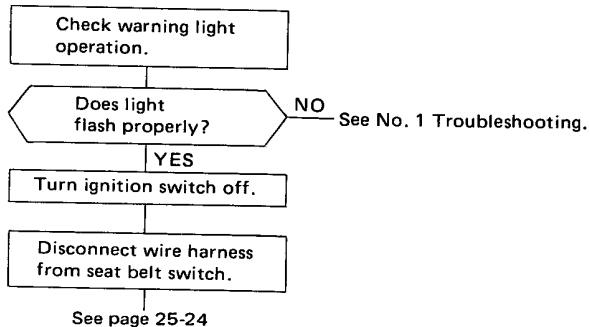 Check warning light
operation.
Does light
flash properly?
NO
See No. 1 Troubleshooting.
YES
Turn ignition switch off.
Disconnect wire harness
from seat belt switch.
See page 25-24